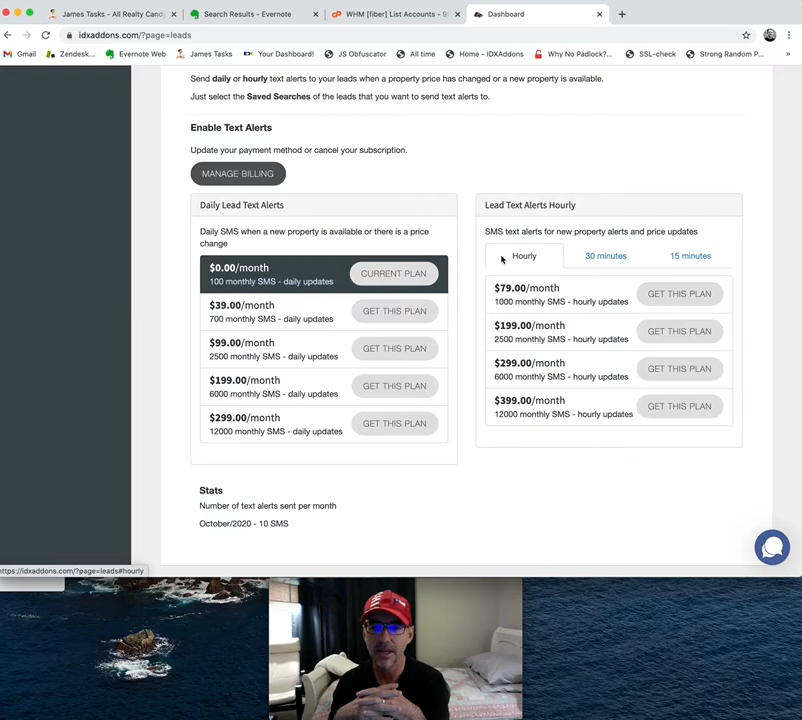 James Tasks - All Realty Cand
Search Results - Evernote
WHM [fiber] List Accounts - 9
Dashboard
idxaddons.com/?page=leads
Gmail
Zendesk...
Evernote Web
James Tasks
Your Dashboard!
JS Obfuscator
All time
Home - IDXAddons
Why No Padlock?...
SSL-check
Strong Random P...
Send daily or hourly text alerts to your leads when a property price has changed or a new property is available.
Just select the Saved Searches of the leads that you want to send text alerts to.
Enable Text Alerts
Update your payment method or cancel your subscription.
MANAGE BILLING
Daily Lead Text Alerts
Daily SMS when a new property is available or there is a price
change
$0.00/month
100 monthly SMS - daily updates
CURRENT PLAN
$39.00/month
700 monthly SMS - daily updates
GET THIS PLAN
$99.00/month
2500 monthly SMS - daily updates
GET THIS PLAN
$199.00/month
6000 monthly SMS - daily updates
GET THIS PLAN
$299.00/month
12000 monthly SMS - daily updates
GET THIS PLAN
Lead Text Alerts Hourly
SMS text alerts for new property alerts and price updates
Hourly
30 minutes
15 minutes
$79.00/month
1000 monthly SMS - hourly updates
GET THIS PLAN
$199.00/month
2500 monthly SMS - hourly updates
GET THIS PLAN
$299.00/month
6000 monthly SMS - hourly updates
GET THIS PLAN
$399.00/month
12000 monthly SMS - hourly updates
GET THIS PLAN
Stats
Number of text alerts sent per month
October/2020 - 10 SMS
https://idxaddons.com/?page=leads#hourly